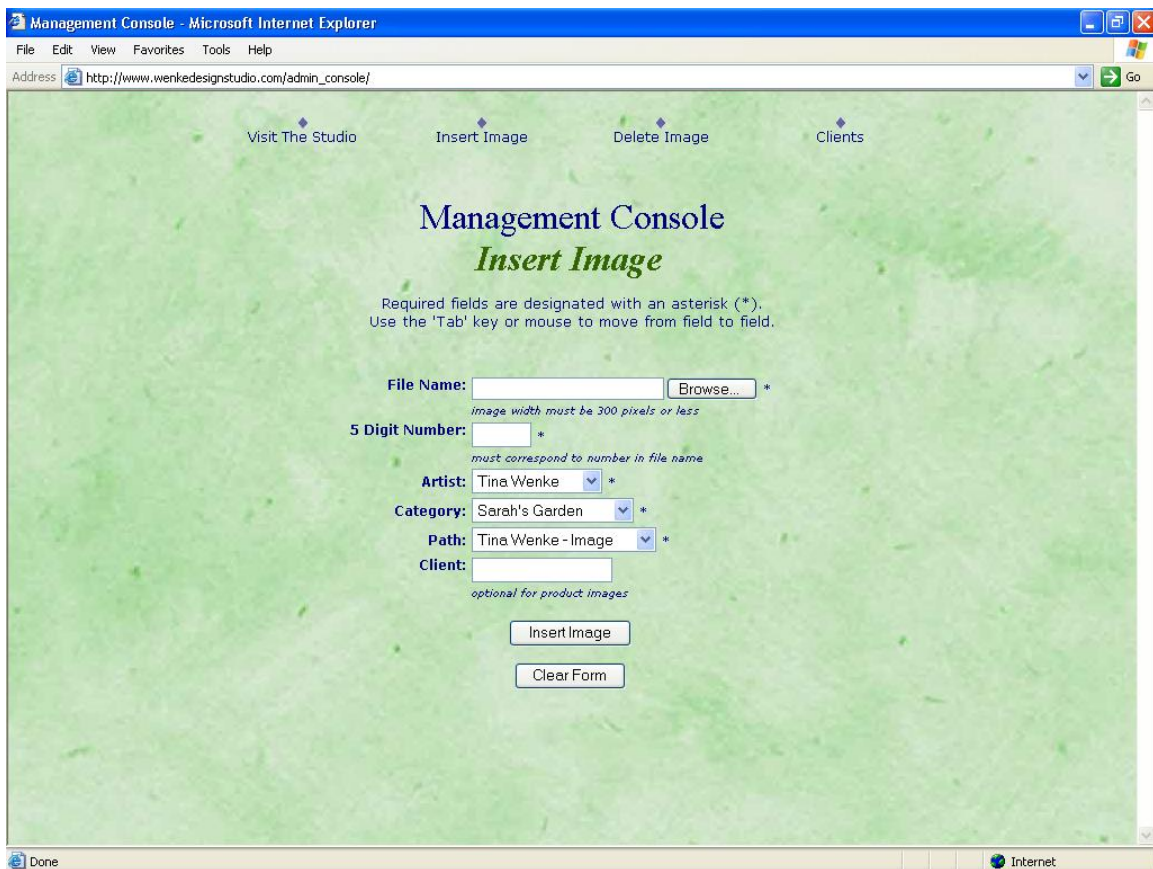 Management Console - Microsoft Internet Explorer
File Edit View Favorites Tools Help
Address http://www.wenkedesignstudio.com/admin_console/ Go
Visit The Studio Insert Image Delete Image Clients
Management Console
Insert Image
Required fields are designated with an asterisk (*).
Use the 'Tab' key or mouse to move from field to field.
File Name: Browse... *
image width must be 300 pixels or less
5 Digit Number: *
must correspond to number in file name
Artist: Tina Wenke *
Category: Sarah's Garden *
Path: Tina Wenke - Image *
Client:
optional for product images
Insert Image
Clear Form
Done Internet